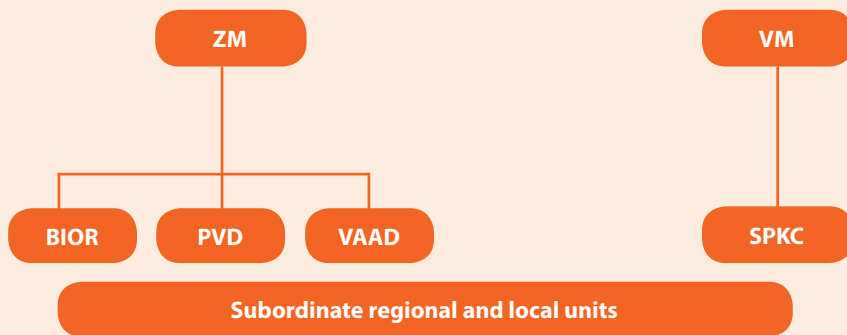 ZM
VM
BIOR
PVD
VAAD
SPKC
Subordinate regional and local units